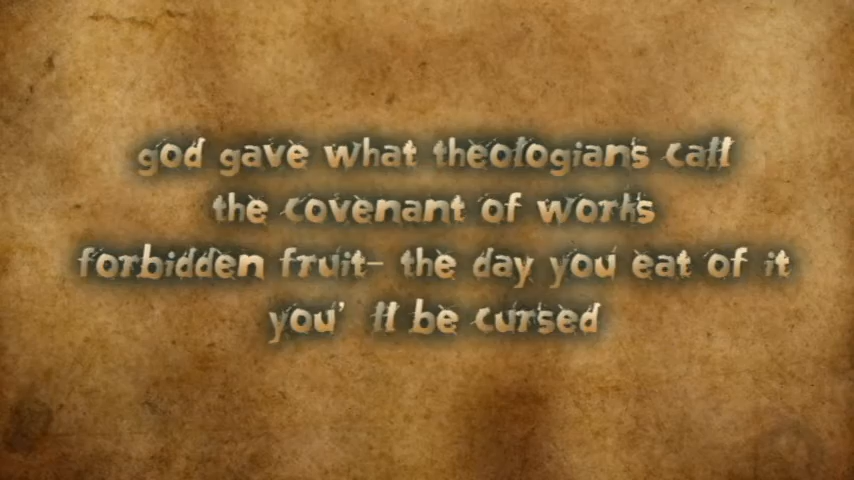 god gave what theologians call
the covenant of works
forbidden fruit- the day you eat of it
you' ll be cursed